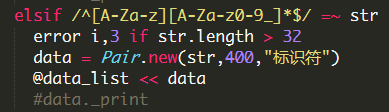 elsif /^[A-Za-z][A-Za-z0-9_]*$/ =~ str
error i,3 if str.length > 32
data = Pair.new(str,400,"标识符")
@data_list << data
#data._print